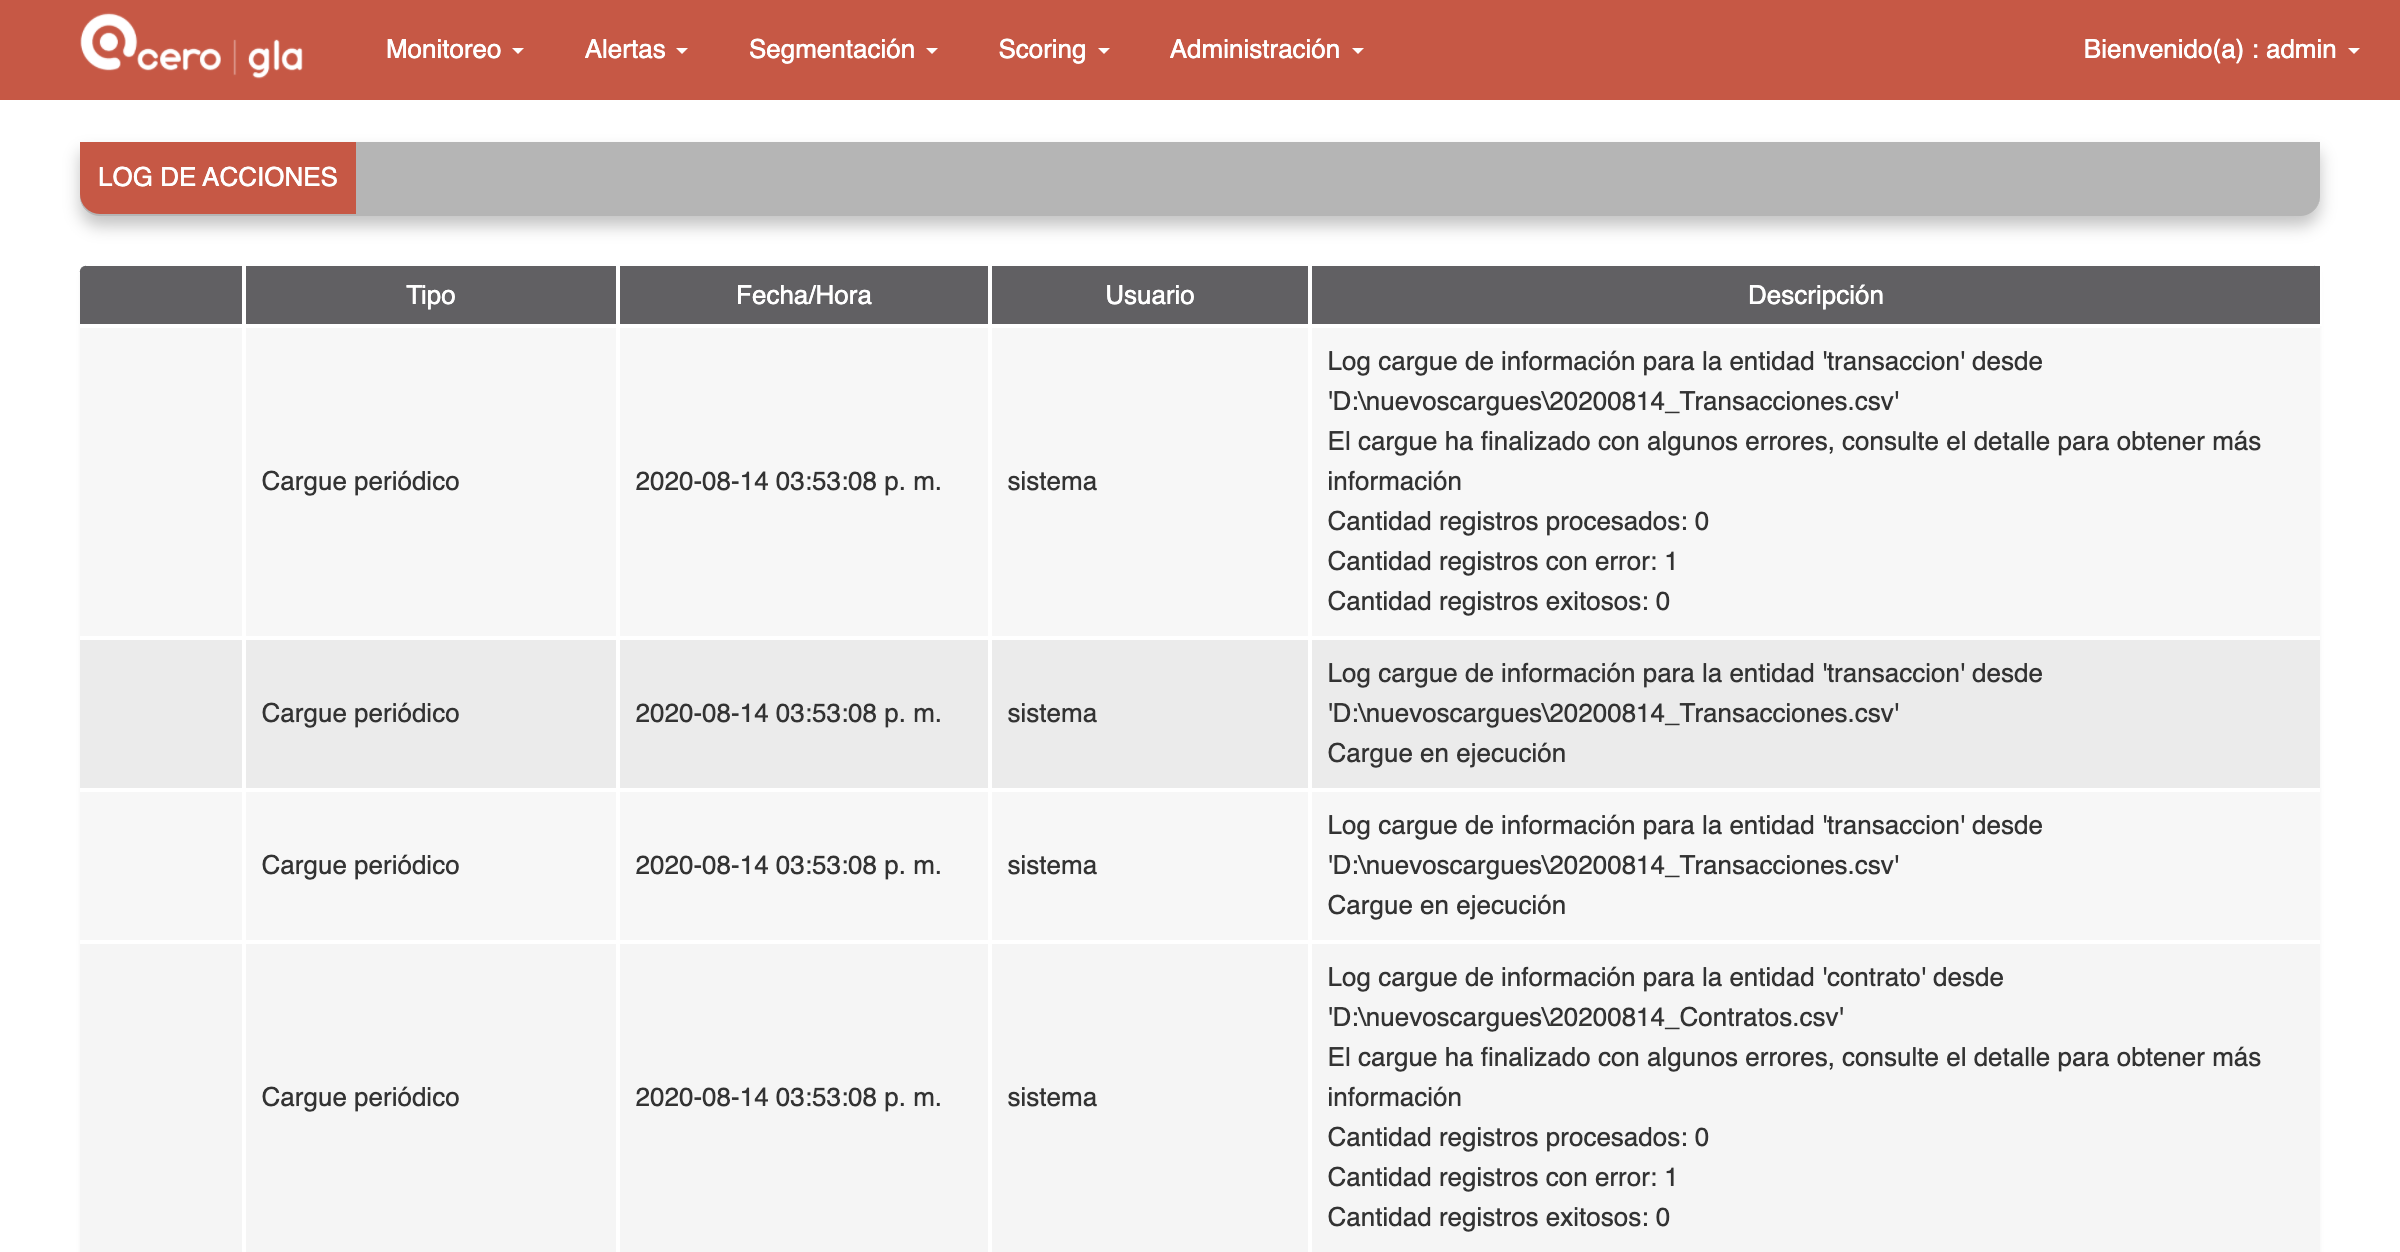 @cero | gla
Monitoreo
Alertas
Segmentación
Scoring
Administración
Bienvenido(a) : admin
LOG DE ACCIONES
Tipo
Fecha/Hora
Usuario
Descripción
Cargue periódico
2020-08-14 03:53:08 p. m.
sistema
Log cargue de información para la entidad 'transaccion' desde
'D:\nuevoscargues\20200814_Transacciones.csv'
El cargue ha finalizado con algunos errores, consulte el detalle para obtener más
información
Cantidad registros procesados: 0
Cantidad registros con error: 1
Cantidad registros exitosos: 0
Cargue periódico
2020-08-14 03:53:08 p. m.
sistema
Log cargue de información para la entidad 'transaccion' desde
'D:\nuevoscargues\20200814_Transacciones.csv'
Cargue en ejecución
Cargue periódico
2020-08-14 03:53:08 p. m.
sistema
Log cargue de información para la entidad 'transaccion' desde
'D:\nuevoscargues\20200814_Transacciones.csv'
Cargue en ejecución
Cargue periódico
2020-08-14 03:53:08 p. m.
sistema
Log cargue de información para la entidad 'contrato' desde
'D:\nuevoscargues\20200814_Contratos.csv'
El cargue ha finalizado con algunos errores, consulte el detalle para obtener más
información
Cantidad registros procesados: 0
Cantidad registros con error: 1
Cantidad registros exitosos: 0